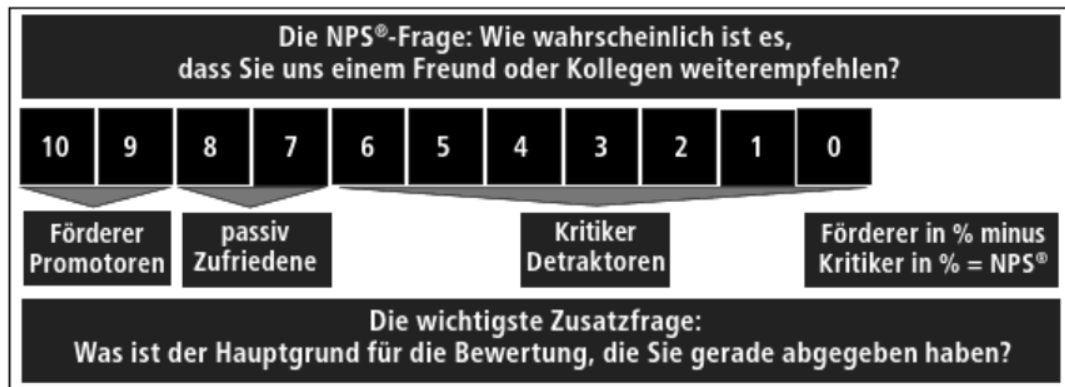 Die NPS®-Frage: Wie wahrscheinlich ist es,
dass Sie uns einem Freund oder Kollegen weiterempfehlen?
10 9 8 7 6 5 4 3 2 1 0
Förderer
Promotoren
passiv
Zufriedene
Kritiker
Detraktoren
Förderer in % minus
Kritiker in % = NPS®
Die wichtigste Zusatzfrage:
Was ist der Hauptgrund für die Bewertung, die Sie gerade abgegeben haben?